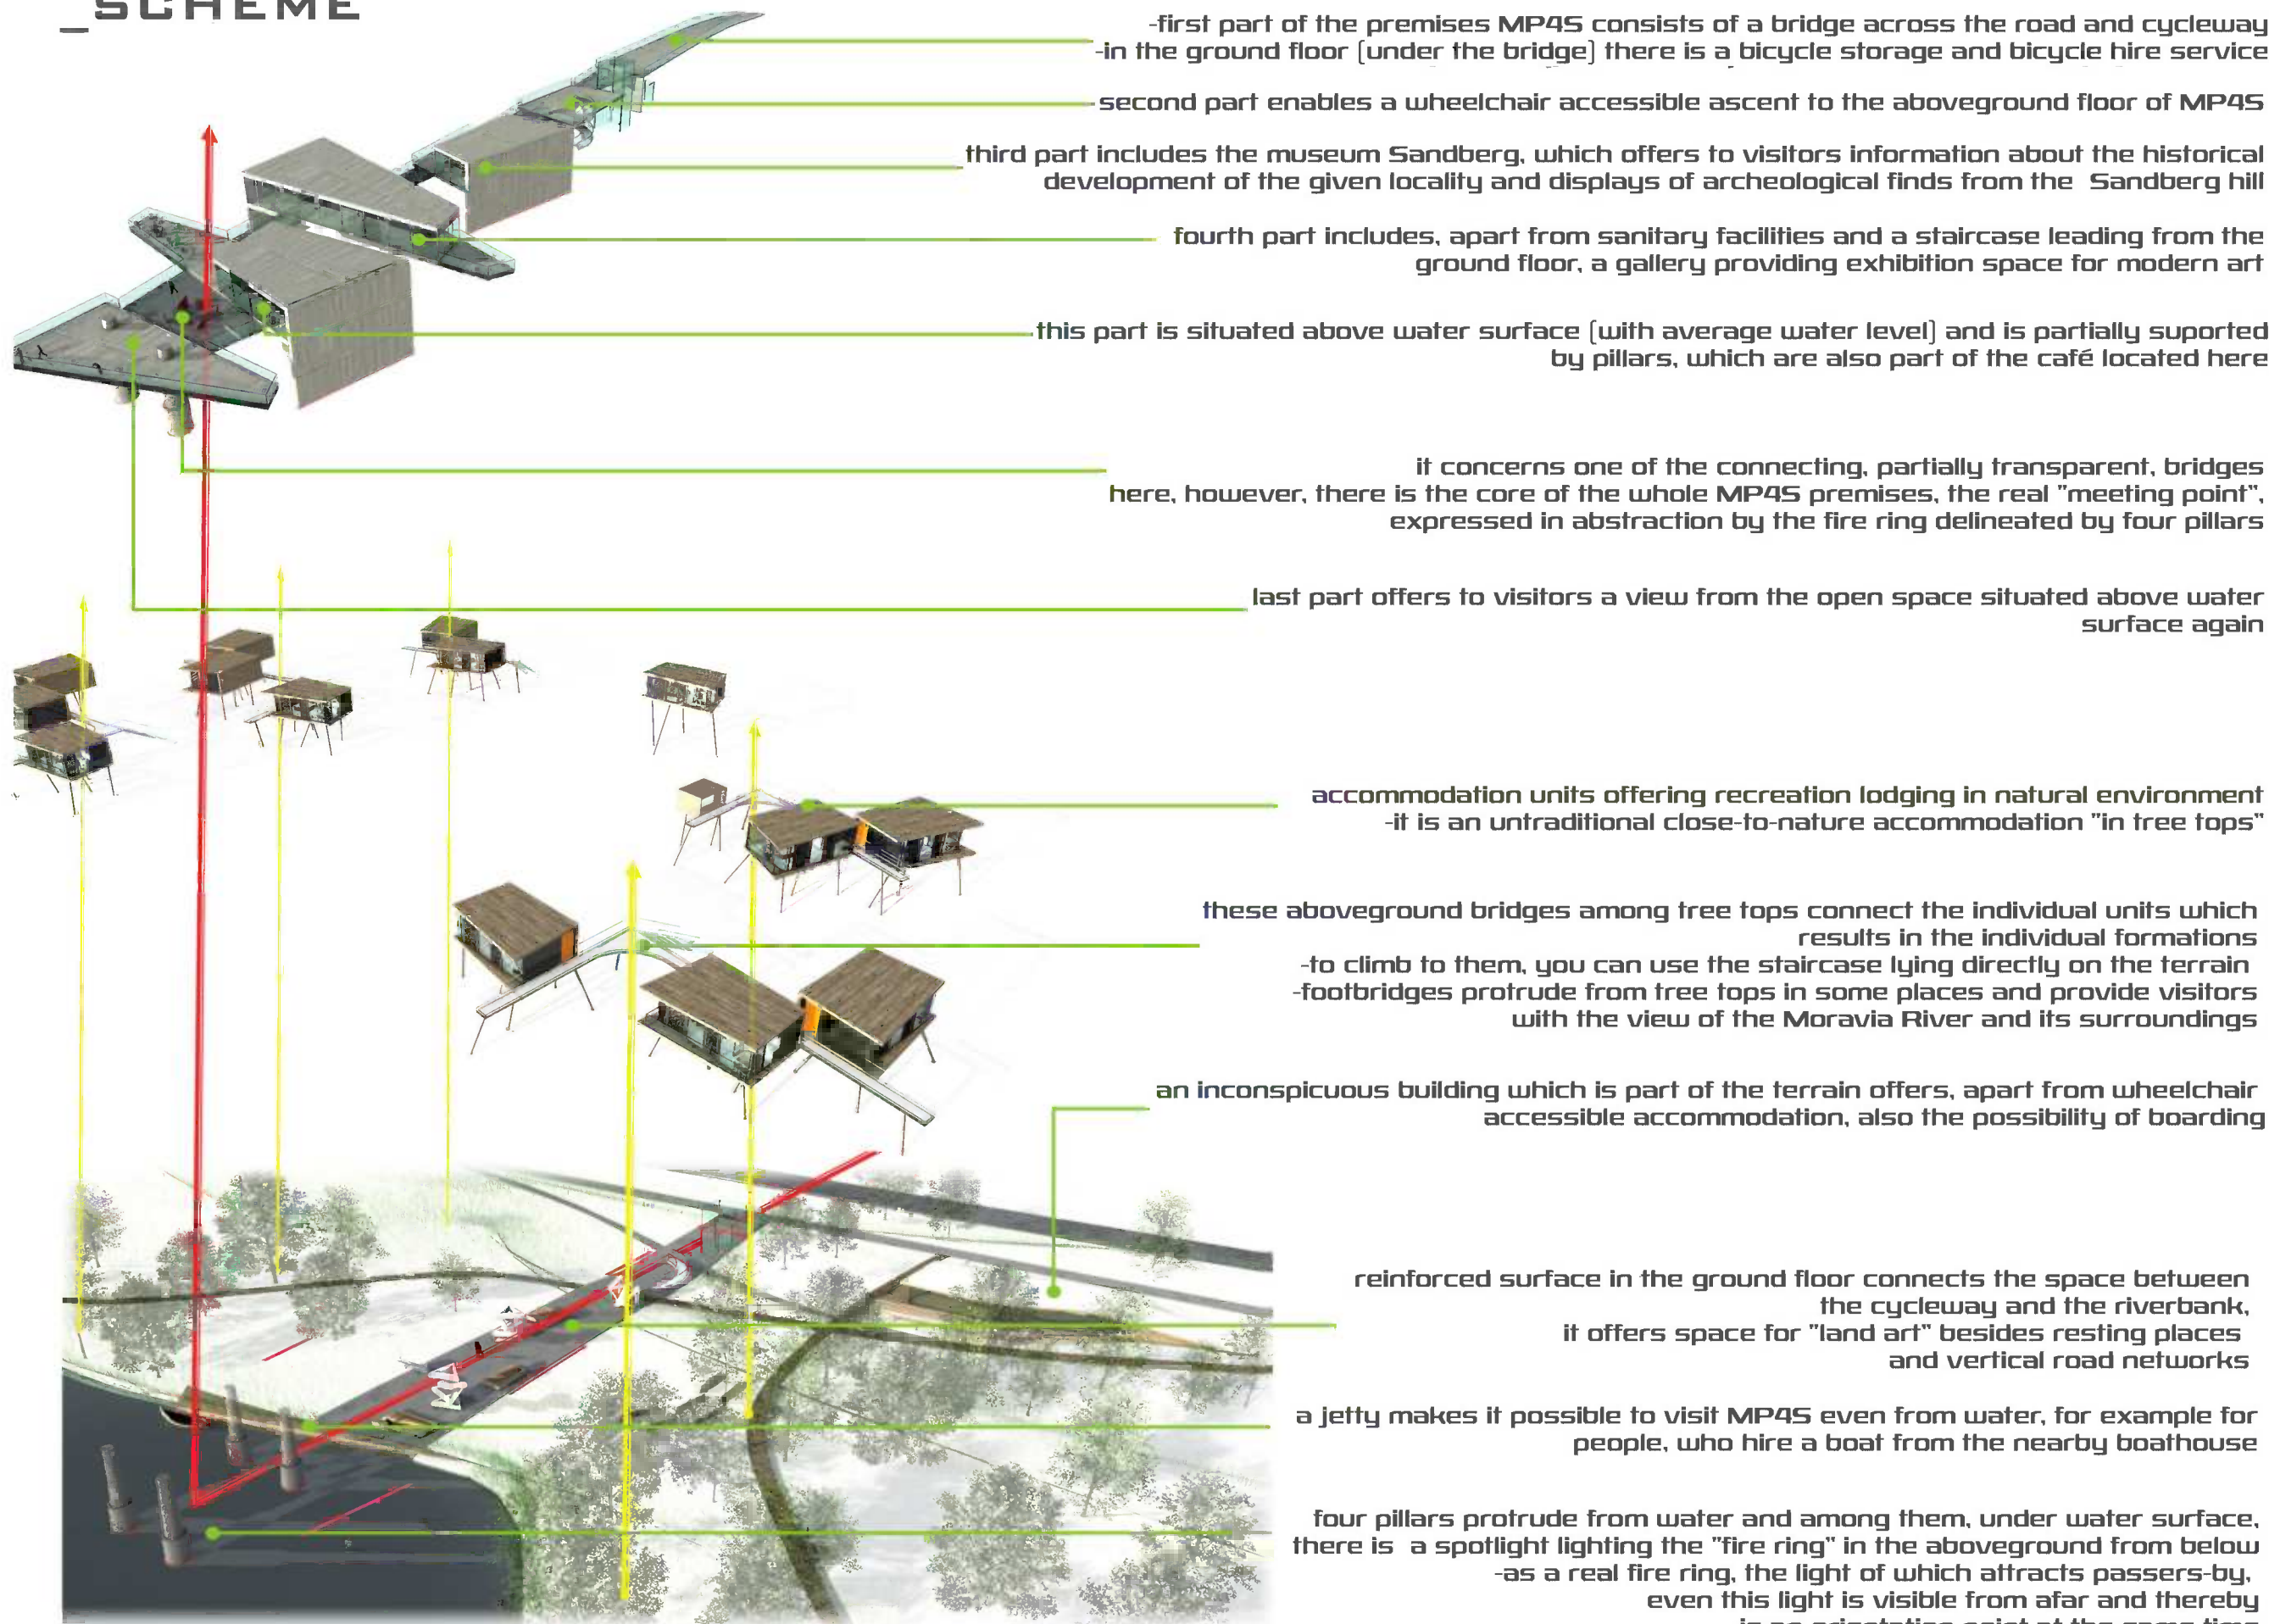 _SCHEME
-first part of the premises MP4S consists of a bridge across the road and cycleway
-in the ground floor (under the bridge) there is a bicycle storage and bicycle hire service
second part enables a wheelchair accessible ascent to the aboveground floor of MP4S
third part includes the museum Sandberg, which offers to visitors information about the historical
development of the given locality and displays of archeological finds from the Sandberg hill
fourth part includes, apart from sanitary facilities and a staircase leading from the
ground floor, a gallery providing exhibition space for modern art
this part is situated above water surface (with average water level) and is partially suported
by pillars, which are also part of the café located here
it concerns one of the connecting, partially transparent, bridges
here, however, there is the core of the whole MP4S premises, the real "meeting point",
expressed in abstraction by the fire ring delineated by four pillars
last part offers to visitors a view from the open space situated above water
surface again
accommodation units offering recreation lodging in natural environment
-it is an untraditional close-to-nature accommodation "in tree tops"
these aboveground bridges among tree tops connect the individual units which
results in the individual formations
-to climb to them, you can use the staircase lying directly on the terrain
-footbridges protrude from tree tops in some places and provide visitors
with the view of the Moravia River and its surroundings
an inconspicuous building which is part of the terrain offers, apart from wheelchair
accessible accommodation, also the possibility of boarding
reinforced surface in the ground floor connects the space between
the cycleway and the riverbank,
it offers space for "land art" besides resting places
and vertical road networks
a jetty makes it possible to visit MP4S even from water, for example for
people, who hire a boat from the nearby boathouse
four pillars protrude from water and among them, under water surface,
there is a spotlight lighting the "fire ring" in the aboveground from below
-as a real fire ring, the light of which attracts passers-by,
even this light is visible from afar and thereby
is an orientation point at the same time